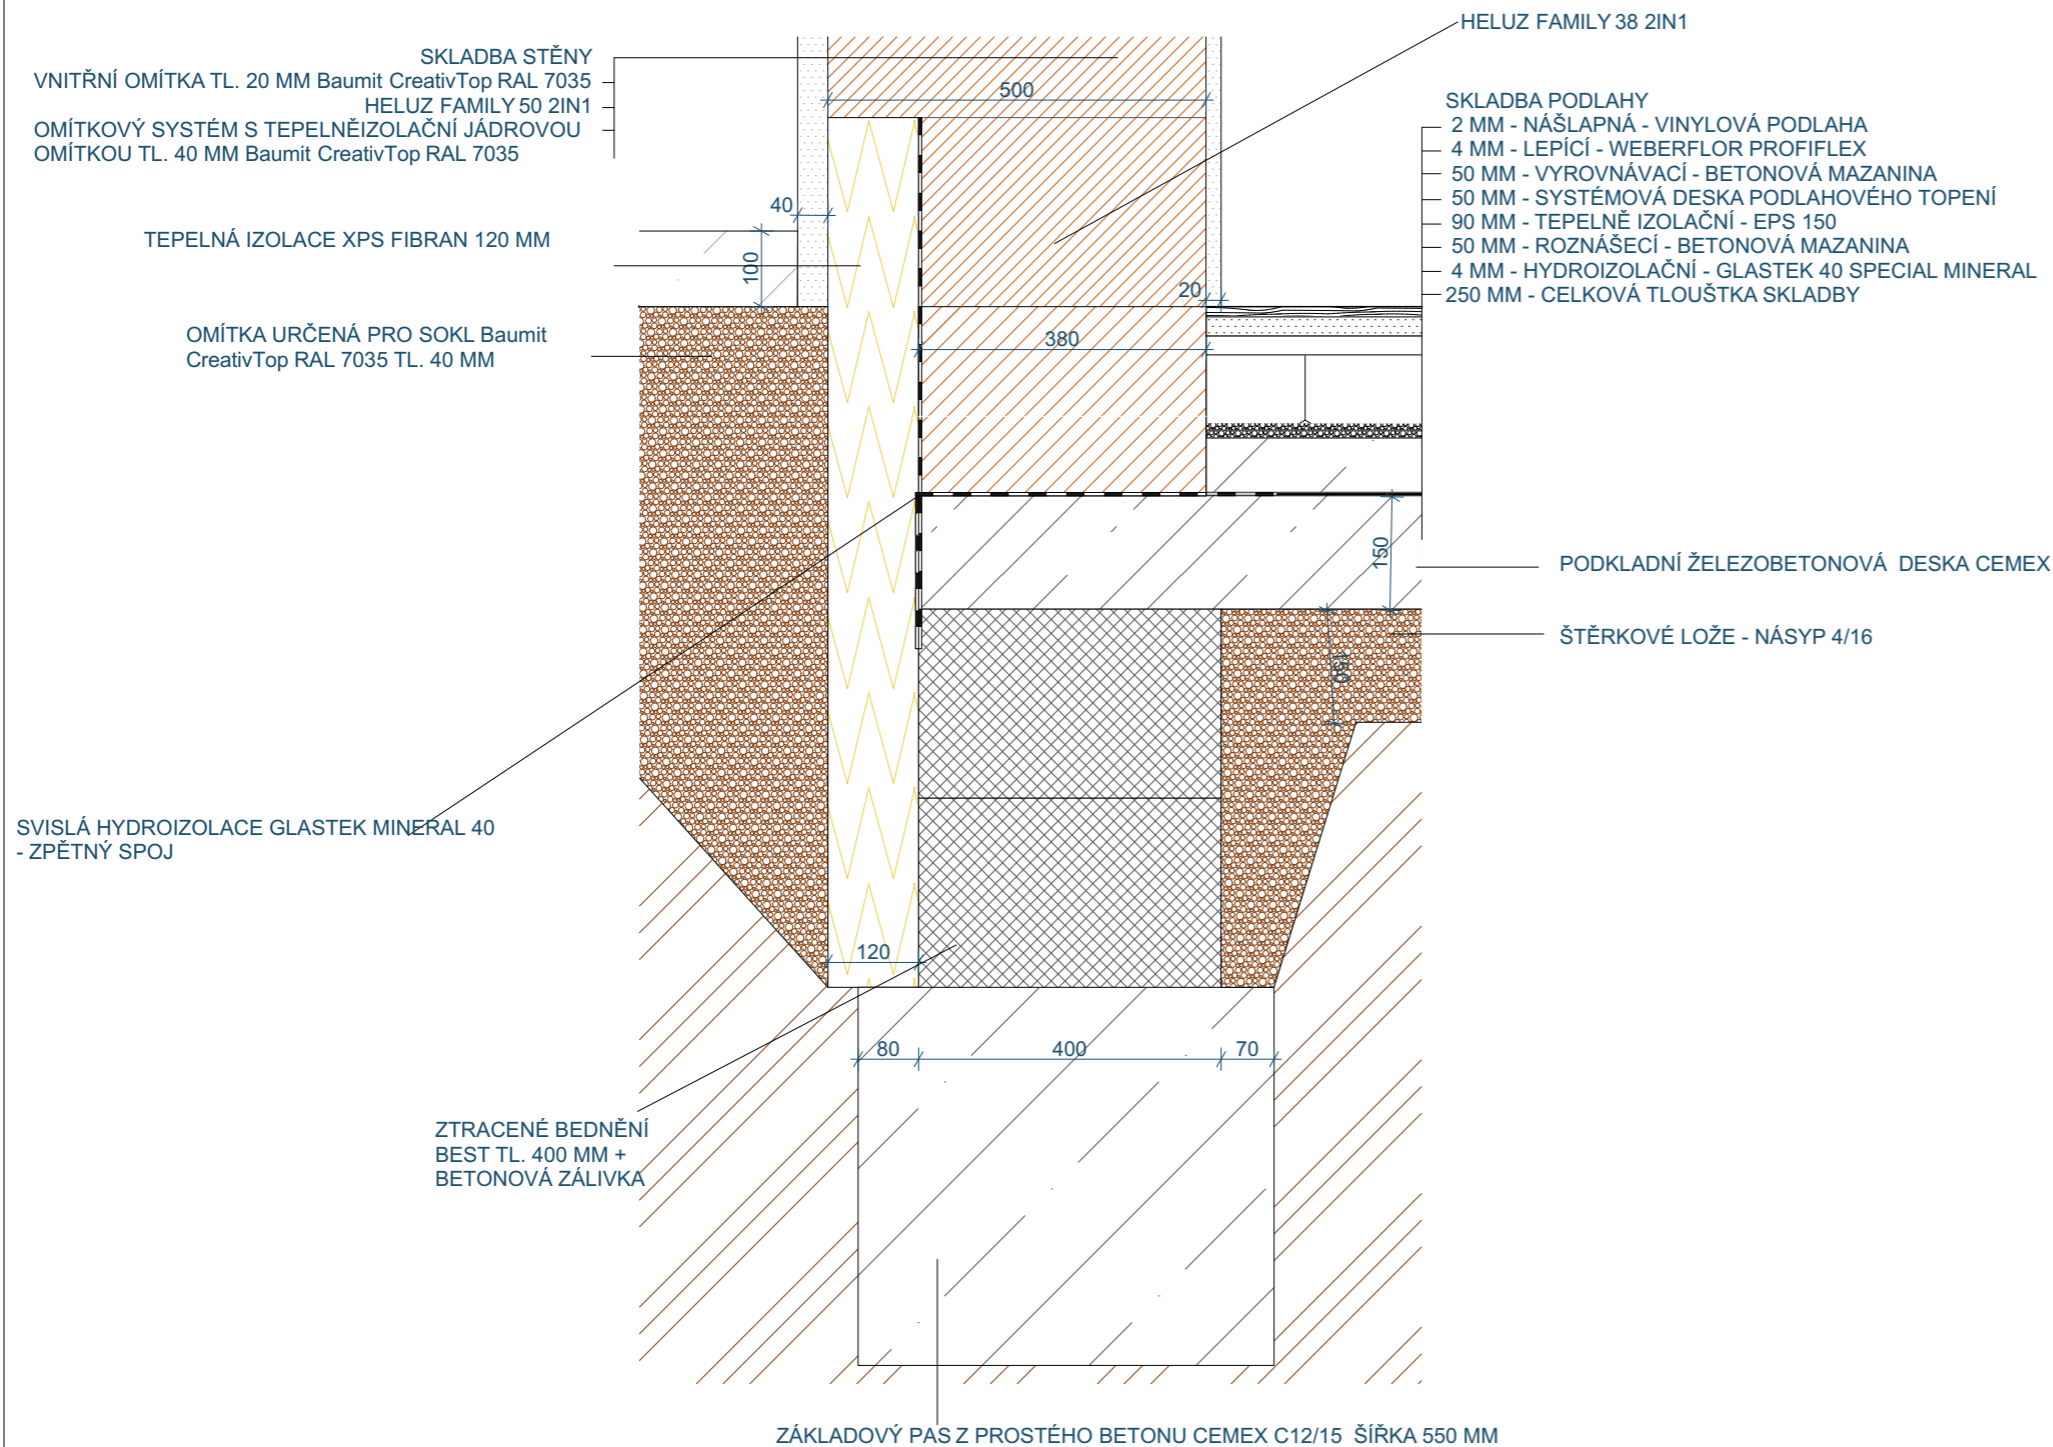 HELUZ FAMILY 38 2IN1
SKLADBA STĚNY
VNITŘNÍ OMÍTKA TL. 20 MM Baumit CreativTop RAL 7035
HELUZ FAMILY 50 2IN1
OMÍTKOVÝ SYSTÉM S TEPELNĚIZOLAČNÍ JÁDROVOU
OMÍTKOU TL. 40 MM Baumit CreativTop RAL 7035
500
SKLADBA PODLAHY
2 MM - NÁŠLAPNÁ - VINYLOVÁ PODLAHA
4 MM - LEPÍCÍ - WEBERFLOR PROFIFLEX
50 MM - VYROVNÁVACÍ - BETONOVÁ MAZANINA
50 MM - SYSTÉMOVÁ DESKA PODLAHOVÉHO TOPENÍ
90 MM - TEPELNĚ IZOLAČNÍ - EPS 150
50 MM - ROZNÁŠECÍ - BETONOVÁ MAZANINA
4 MM - HYDROIZOLAČNÍ - GLASTEK 40 SPECIAL MINERAL
250 MM - CELKOVÁ TLOUŠTKA SKLADBY
40
TEPELNÁ IZOLACE XPS FIBRAN 120 MM
100
20
OMÍTKA URČENÁ PRO SOKL Baumit
CreativTop RAL 7035 TL. 40 MM
380
150
PODKLADNÍ ŽELEZOBETONOVÁ DESKA CEMEX
ŠTĚRKOVÉ LOŽE - NÁSYP 4/16
150
SVISLÁ HYDROIZOLACE GLASTEK MINERAL 40
- ZPĚTNÝ SPOJ
120
80
400
70
ZTRACENÉ BEDNĚNÍ
BEST TL. 400 MM +
BETONOVÁ ZÁLIVKA
ZÁKLADOVÝ PAS Z PROSTÉHO BETONU CEMEX C12/15 ŠÍŘKA 550 MM